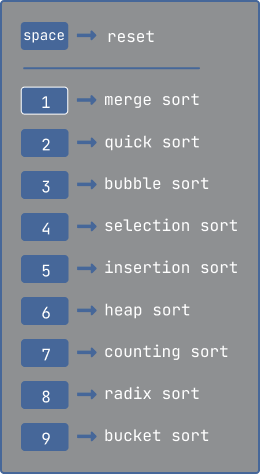 space → reset
1 → merge sort
2 → quick sort
3 → bubble sort
4 → selection sort
5 → insertion sort
6 → heap sort
7 → counting sort
8 → radix sort
9 → bucket sort